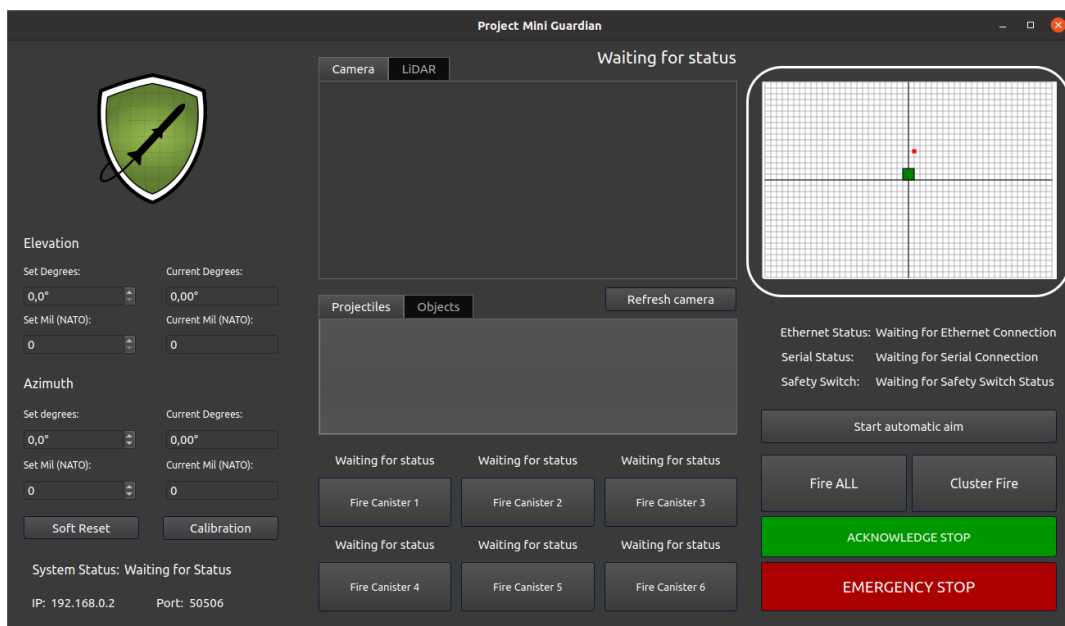 Project Mini Guardian
Elevation
Set Degrees:
Current Degrees:
0,0°
0,00°
Set Mil (NATO):
Current Mil (NATO):
0
0
Azimuth
Set degrees:
Current Degrees:
0,0°
0,00°
Set Mil (NATO):
Current Mil (NATO):
0
0
Soft Reset
Calibration
System Status: Waiting for Status
IP: 192.168.0.2
Port: 50506
Waiting for status
Camera
LiDAR
Projectiles
Objects
Refresh camera
Waiting for status
Waiting for status
Waiting for status
Fire Canister 1
Fire Canister 2
Fire Canister 3
Waiting for status
Waiting for status
Waiting for status
Fire Canister 4
Fire Canister 5
Fire Canister 6
Ethernet Status: Waiting for Ethernet Connection
Serial Status: Waiting for Serial Connection
Safety Switch: Waiting for Safety Switch Status
Start automatic aim
Fire ALL
Cluster Fire
ACKNOWLEDGE STOP
EMERGENCY STOP